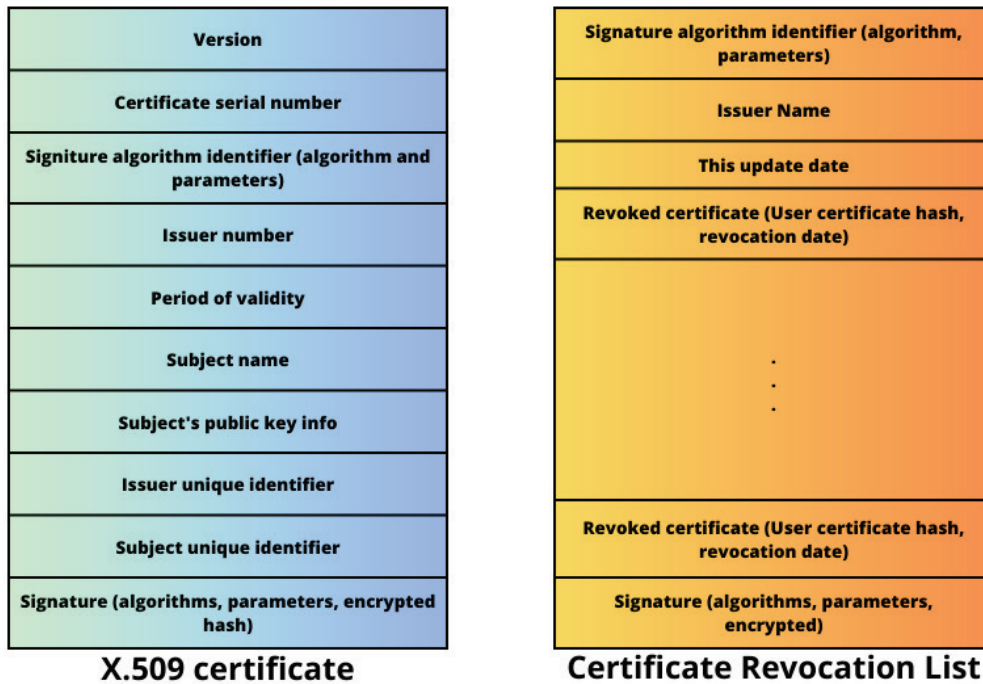 Version
Certificate serial number
Signiture algorithm identifier (algorithm and
parameters)
Issuer number
Period of validity
Subject name
Subject's public key info
Issuer unique identifier
Subject unique identifier
Signature (algorithms, parameters, encrypted
hash)
X.509 certificate
Signature algorithm identifier (algorithm,
parameters)
Issuer Name
This update date
Revoked certificate (User certificate hash,
revocation date)
.
.
.
Revoked certificate (User certificate hash,
revocation date)
Signature (algorithms, parameters,
encrypted)
Certificate Revocation List